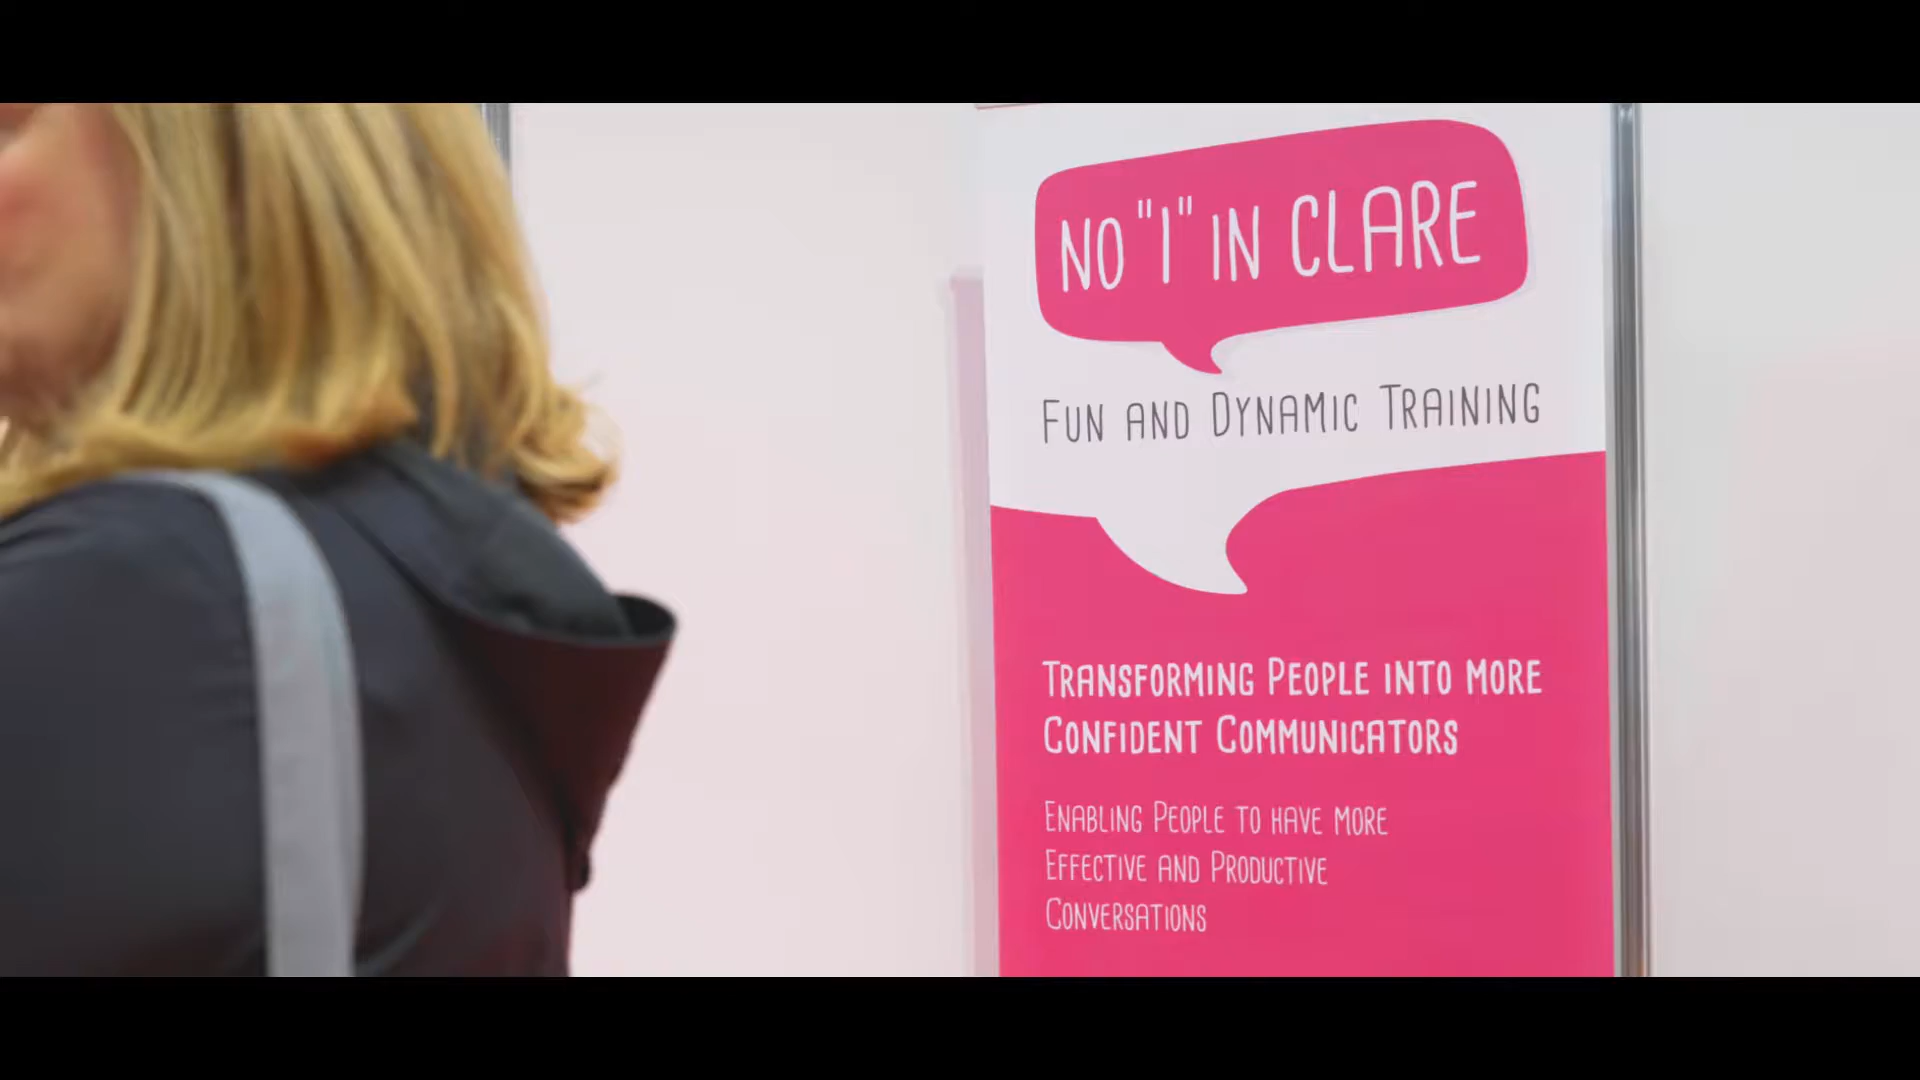 NO "I" IN CLARE
FUN AND DYNAMIC TRAINING
TRANSFORMING PEOPLE INTO MORE
CONFIDENT COMMUNICATORS
ENABLING PEOPLE TO HAVE MORE
EFFECTIVE AND PRODUCTIVE
CONVERSATIONS